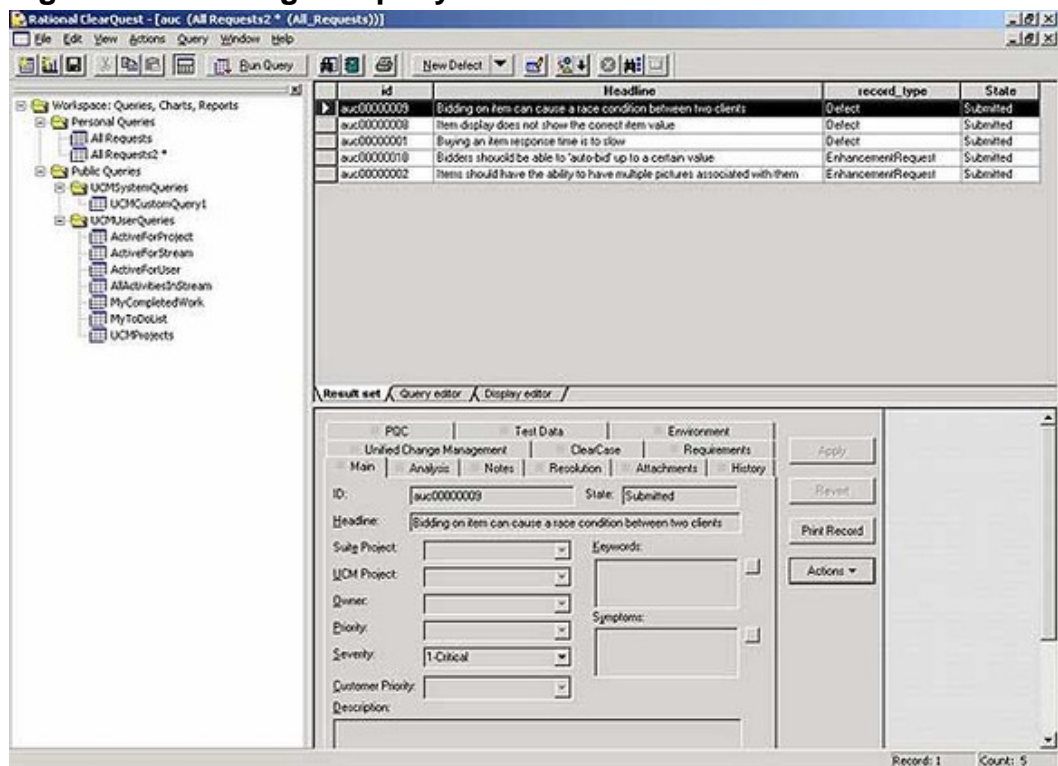 Rational ClearQuest - [auc (All Requests2 * (All_Requests))]
File Edit View Actions Query Window Help
Run Query New Defect
id Headline record_type State
auc00000009 Bidding on item can cause a race condition between two clients Defect Submitted
auc00000008 Item display does not show the correct item value Defect Submitted
auc00000001 Buying an item response time is to slow Defect Submitted
auc00000010 Bidders shouold be able to 'auto-bid' up to a certain value EnhancementRequest Submitted
auc00000002 Items should have the ability to have multiple pictures associated with them EnhancementRequest Submitted
Workspace: Queries, Charts, Reports
Personal Queries
All Requests
All Requests2 *
Public Queries
UCMSystemQueries
UCMCustomQuery1
UCMUserQueries
ActiveForProject
ActiveForStream
ActiveForUser
AllActivitiesInStream
MyCompletedWork
MyToDoList
UCMProjects
Result set Query editor Display editor
PQC Test Data Environment
Unified Change Management ClearCase Requirements
Main Analysis Notes Resolution Attachments History
ID: auc00000009 State: Submitted
Headline: Bidding on item can cause a race condition between two clients
Suite Project:
Keywords:
UCM Project:
Owner:
Symptoms:
Priority:
Severity: 1-Critical
Customer Priority:
Description:
Apply
Revert
Print Record
Actions
Record: 1 Count: 5